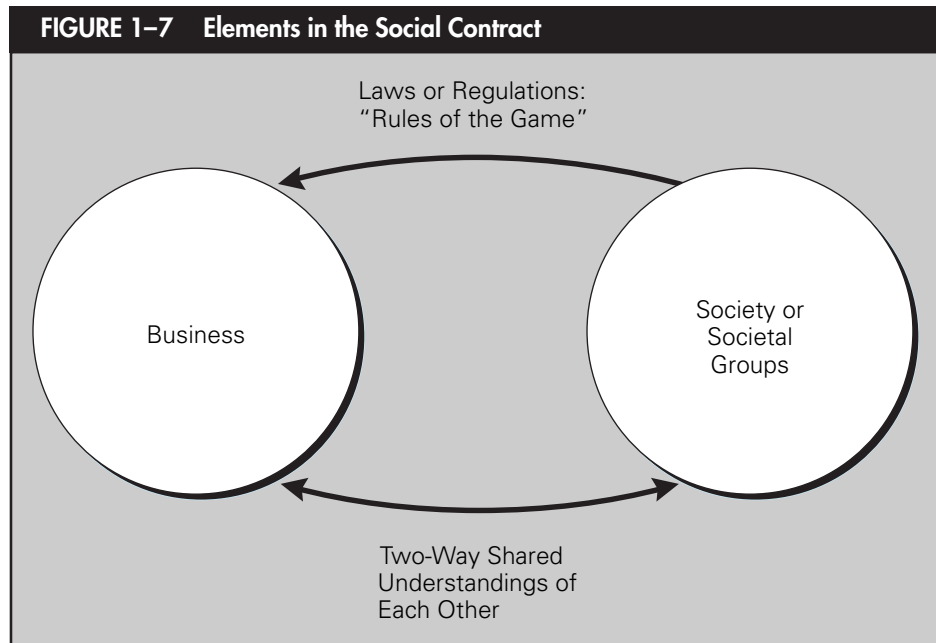 FIGURE 1–7 Elements in the Social Contract
Laws or Regulations:
“Rules of the Game”
Business
Society or
Societal
Groups
Two-Way Shared
Understandings of
Each Other